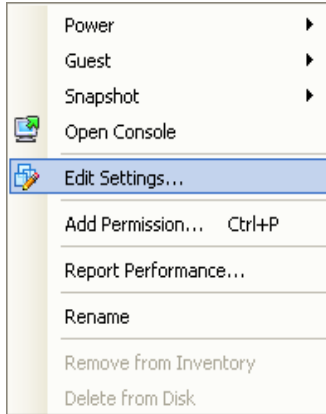 Power
Guest
Snapshot
Open Console
Edit Settings...
Add Permission... Ctrl+P
Report Performance...
Rename
Remove from Inventory
Delete from Disk